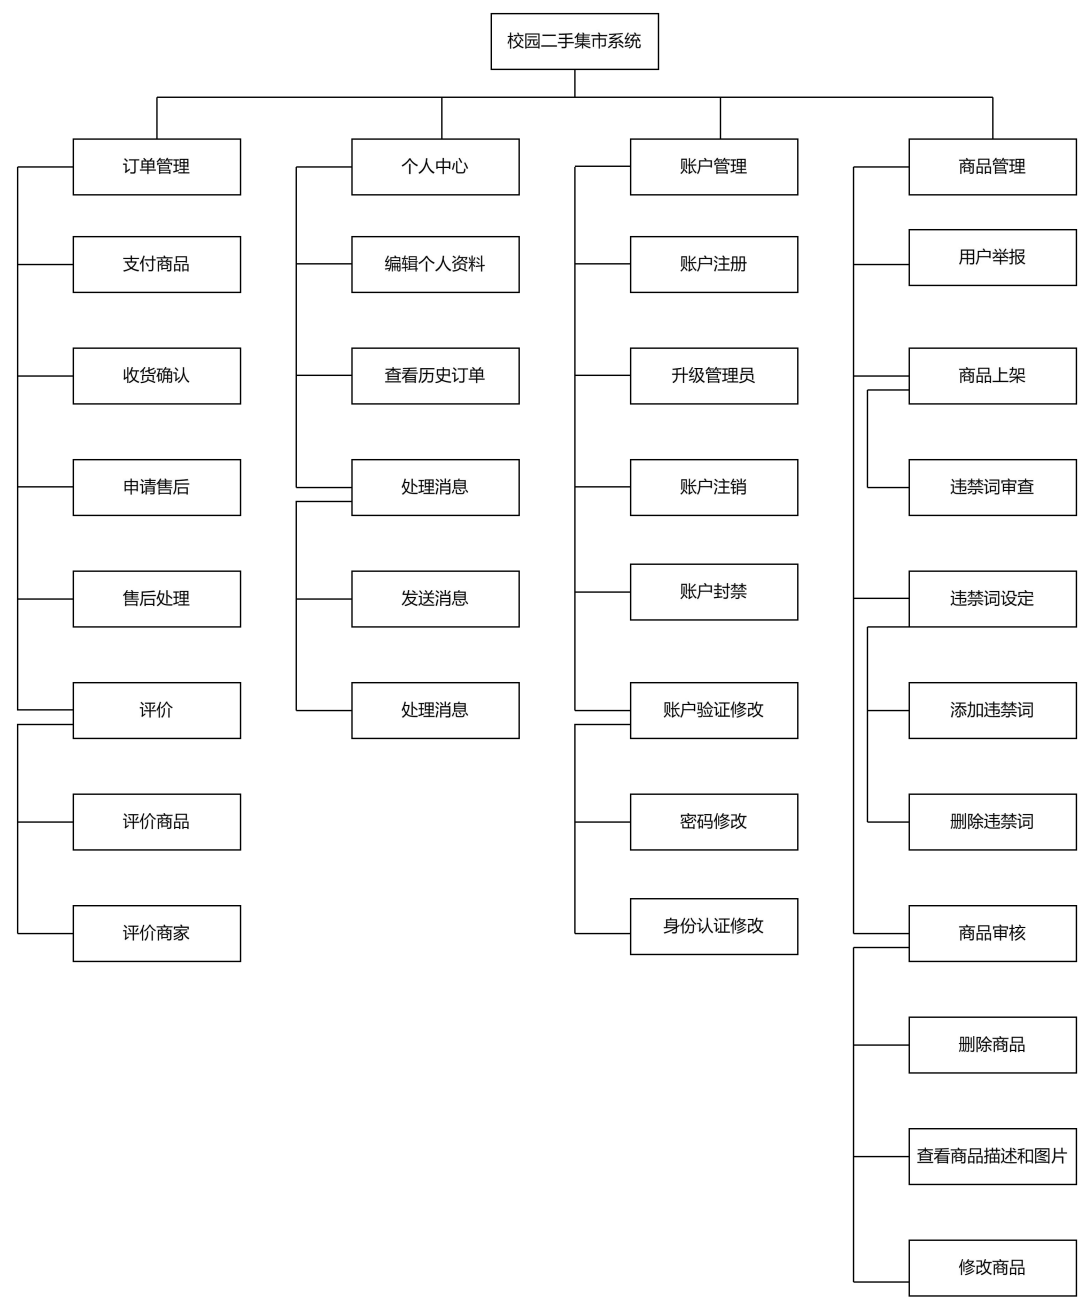 校园二手集市系统
订单管理
支付商品
收货确认
申请售后
售后处理
评价
评价商品
评价商家
个人中心
编辑个人资料
查看历史订单
处理消息
发送消息
处理消息
账户管理
账户注册
升级管理员
账户注销
账户封禁
账户验证修改
密码修改
身份认证修改
商品管理
用户举报
商品上架
违禁词审查
违禁词设定
添加违禁词
删除违禁词
商品审核
删除商品
查看商品描述和图片
修改商品